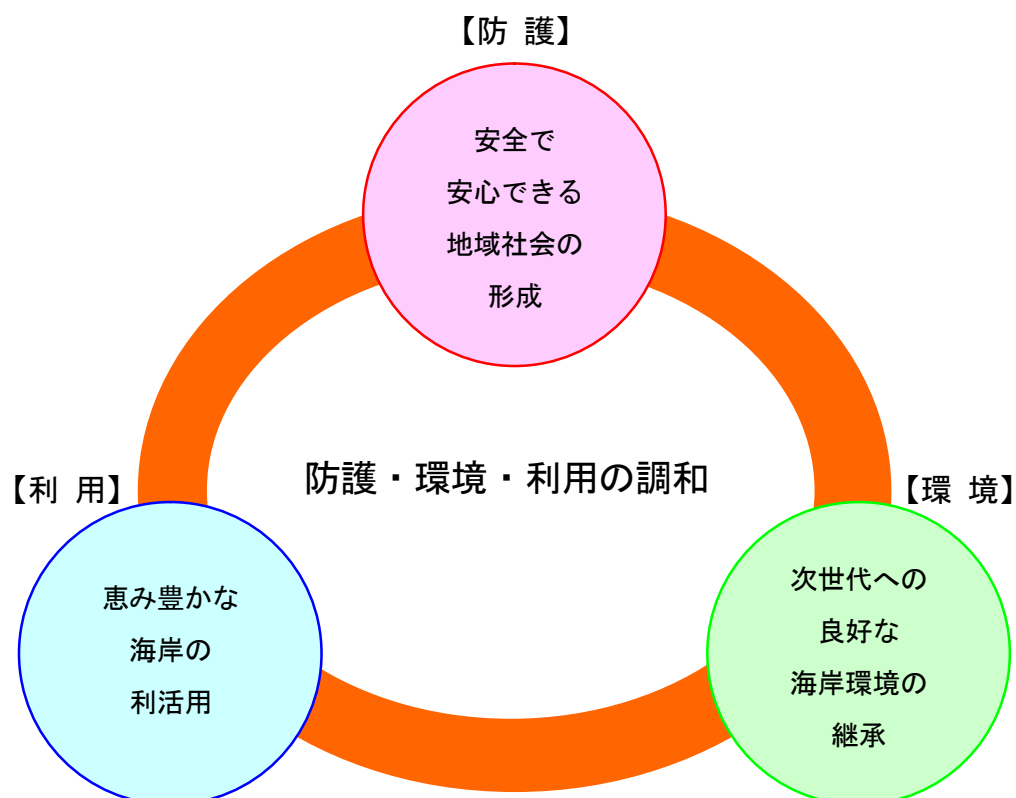 【防 護】
安全で
安心できる
地域社会の
形成
防護・環境・利用の調和
【利 用】
恵み豊かな
海岸の
利活用
【環 境】
次世代への
良好な
海岸環境の
継承